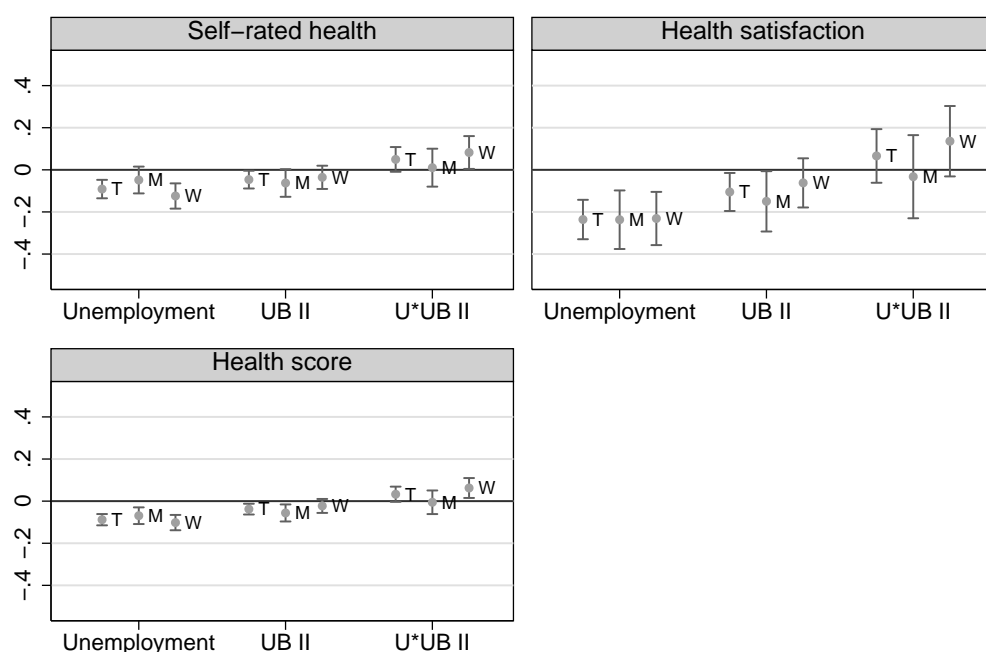 Self−rated health
Health satisfaction
.4
.2
0
−.2
−.4
T M W T M W T M W
T M W T M W T M W
Unemployment UB II U*UB II
Unemployment UB II U*UB II
Health score
.4
.2
0
−.2
−.4
T M W T M W T M W
Unemployment UB II U*UB II